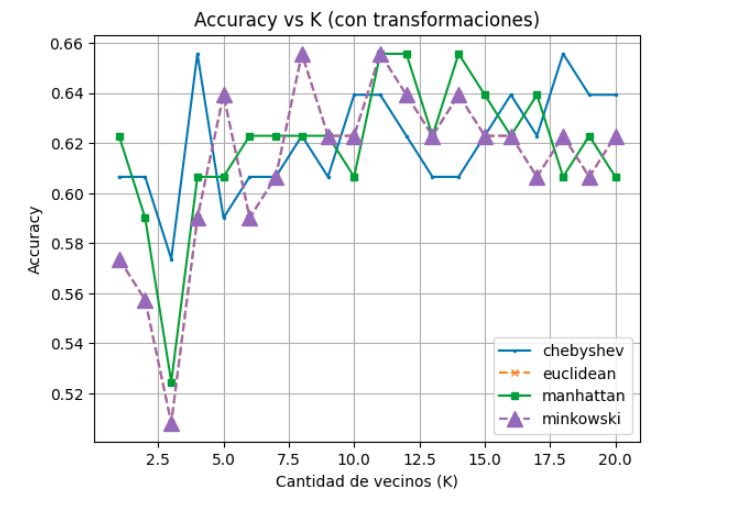 Accuracy vs K (con transformaciones)
0.66
0.64
0.62
0.60
0.58
0.56
0.54
0.52
Accuracy
chebyshev
euclidean
manhattan
minkowski
2.5 5.0 7.5 10.0 12.5 15.0 17.5 20.0
Cantidad de vecinos (K)